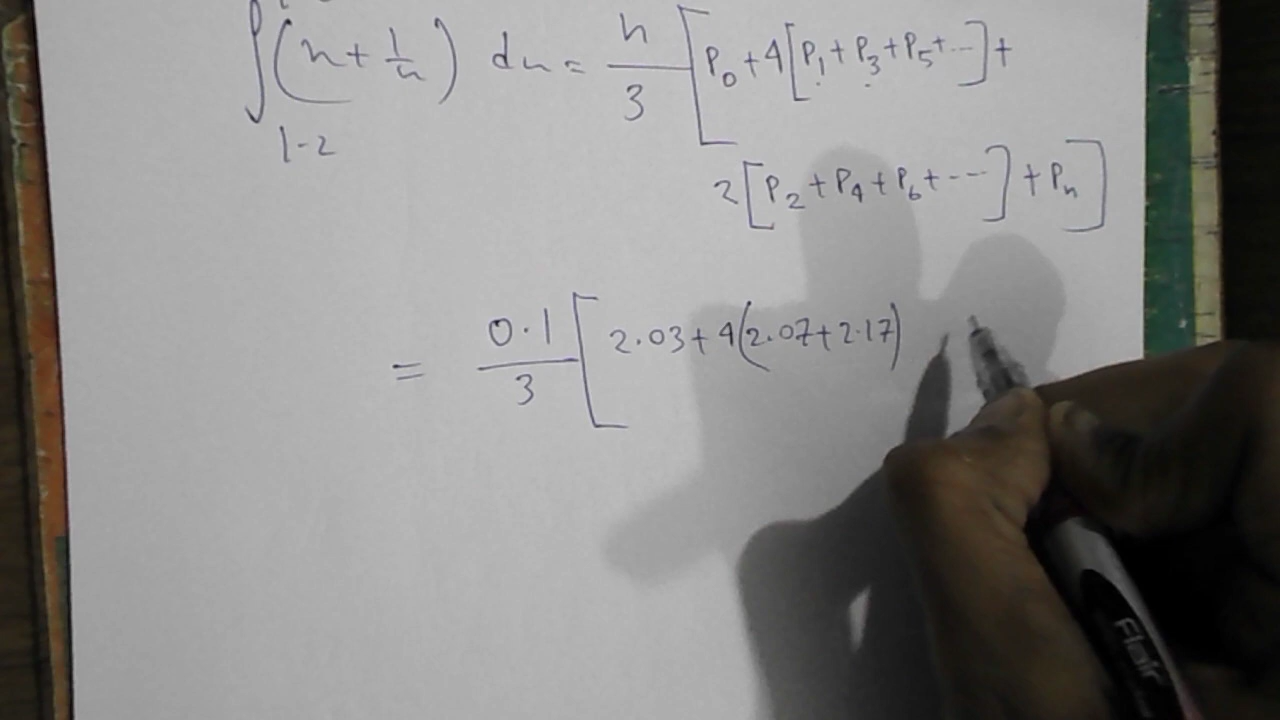 ∫(x + 1/x) dx = h/3 [P₀ + 4[P₁ + P₃ + P₅ + ---] +
1.2
2[P₂ + P₄ + P₆ + ---] + Pₙ]
= 0.1/3 [2.03 + 4(2.07 + 2.17)
Flair